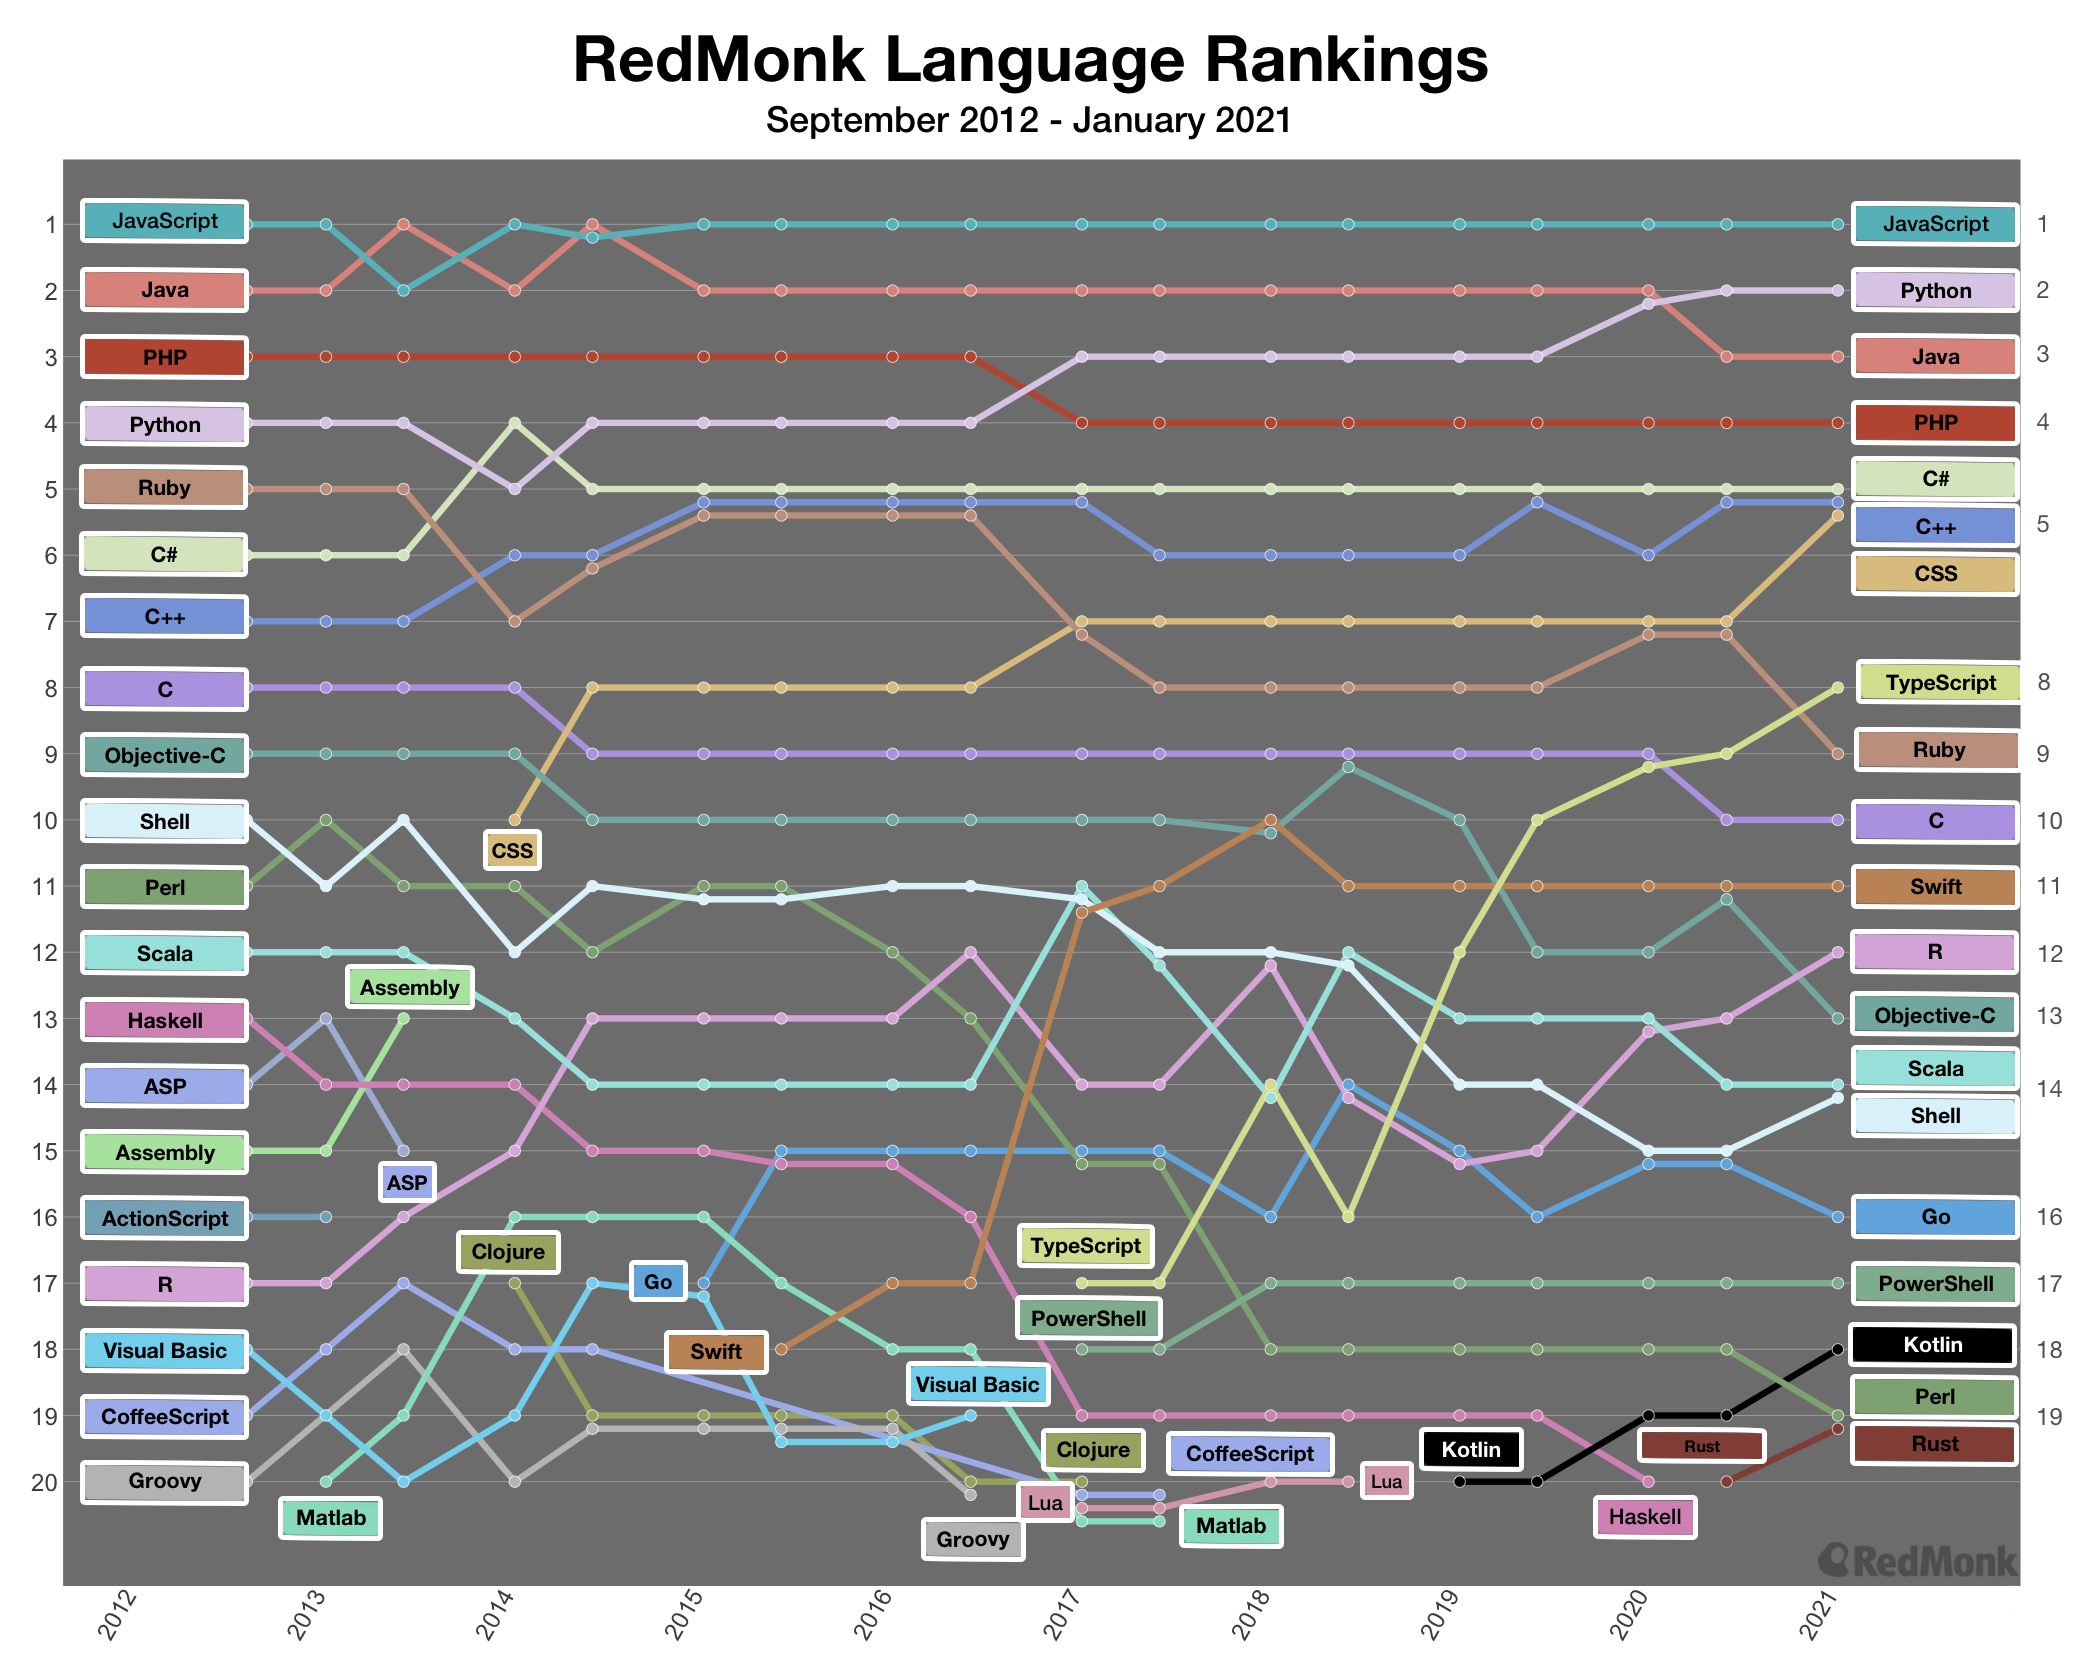 RedMonk Language Rankings
September 2012 - January 2021
1
JavaScript
JavaScript
1
2
Java
Python
2
3
PHP
Java
3
4
Python
PHP
4
5
Ruby
C#
C++
5
6
C#
CSS
7
C++
8
C
TypeScript
8
9
Objective-C
Ruby
9
10
Shell
CSS
C
10
11
Perl
Swift
11
12
Scala
Assembly
R
12
13
Haskell
Objective-C
13
14
ASP
Scala
14
Shell
15
Assembly
ASP
16
ActionScript
Clojure
TypeScript
Go
16
17
R
Go
PowerShell
PowerShell
17
18
Visual Basic
Swift
Visual Basic
Kotlin
18
19
CoffeeScript
Perl
19
Clojure
CoffeeScript
Kotlin
Rust
Rust
20
Groovy
Lua
Lua
Matlab
Groovy
Matlab
Haskell
RedMonk
2012
2013
2014
2015
2016
2017
2018
2019
2020
2021